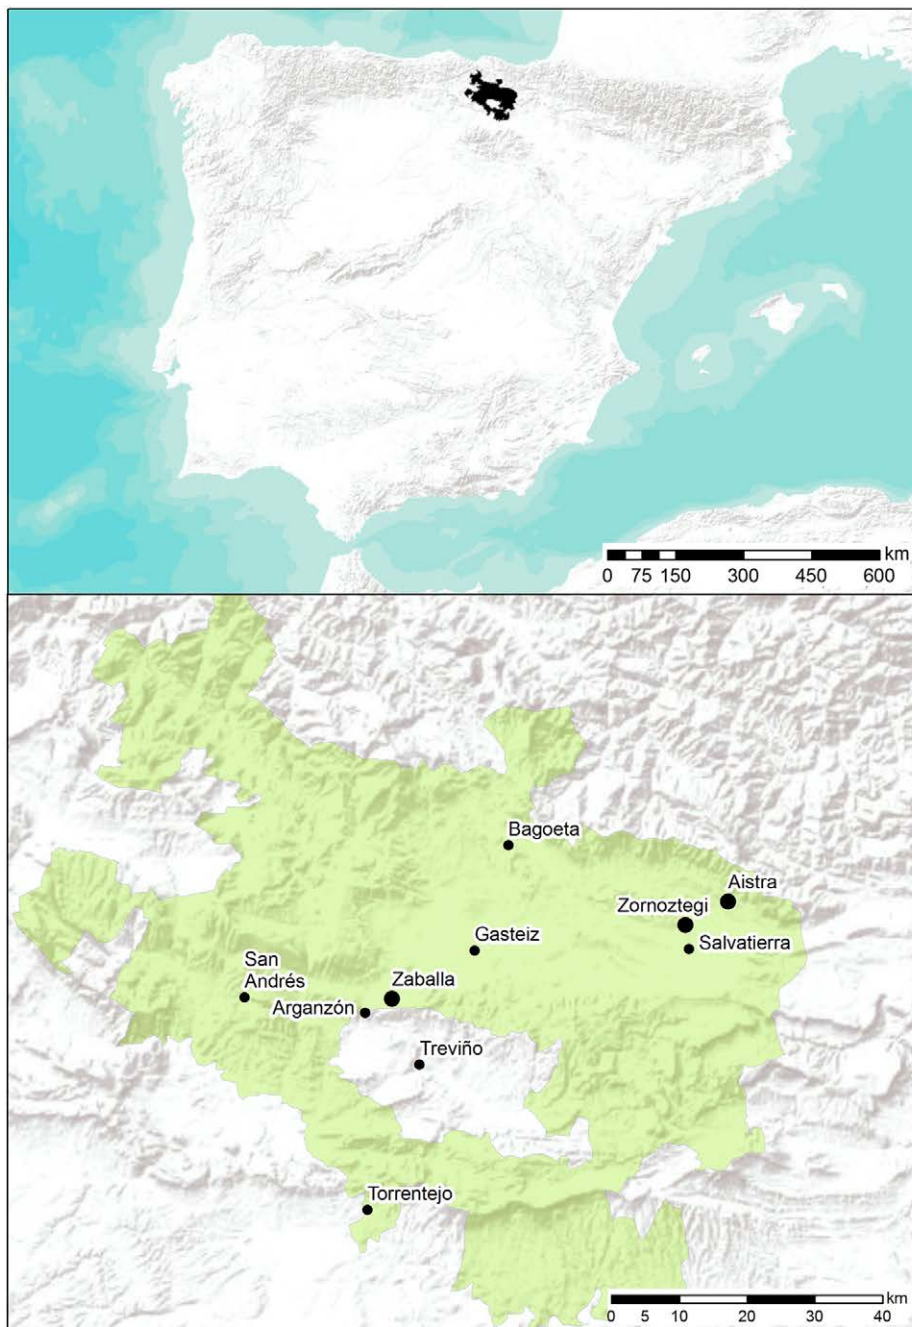 km
0 75 150 300 450 600
Bagoeta
Aistra
Zornoztegi
Salvatierra
Gasteiz
San
Andrés
Zaballa
Arganzón
Treviño
Torrentejo
km
0 5 10 20 30 40